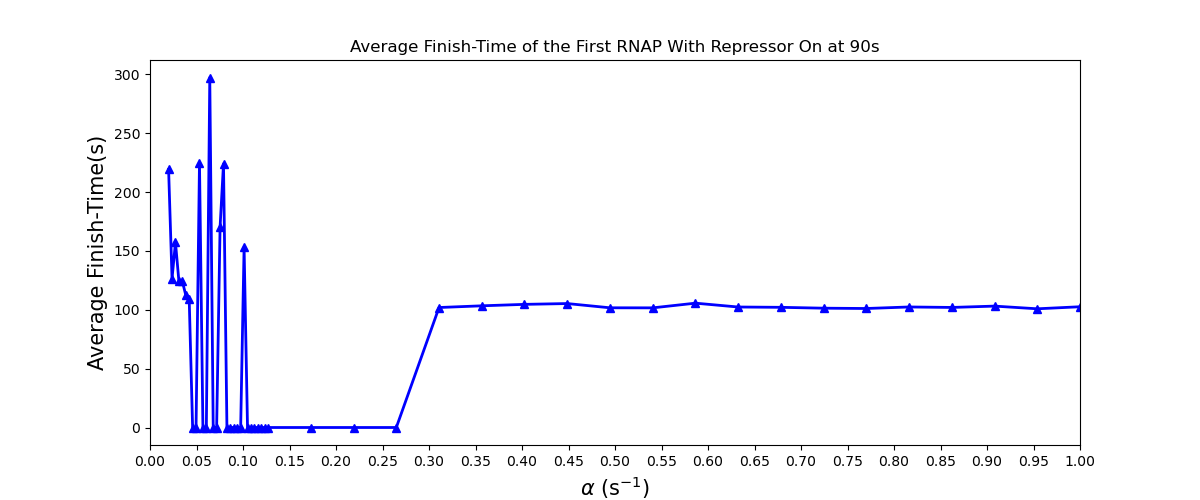 Average Finish-Time of the First RNAP With Repressor On at 90s
Average Finish-Time(s)
300
250
200
150
100
50
0
0.00 0.05 0.10 0.15 0.20 0.25 0.30 0.35 0.40 0.45 0.50 0.55 0.60 0.65 0.70 0.75 0.80 0.85 0.90 0.95 1.00
α (s⁻¹)